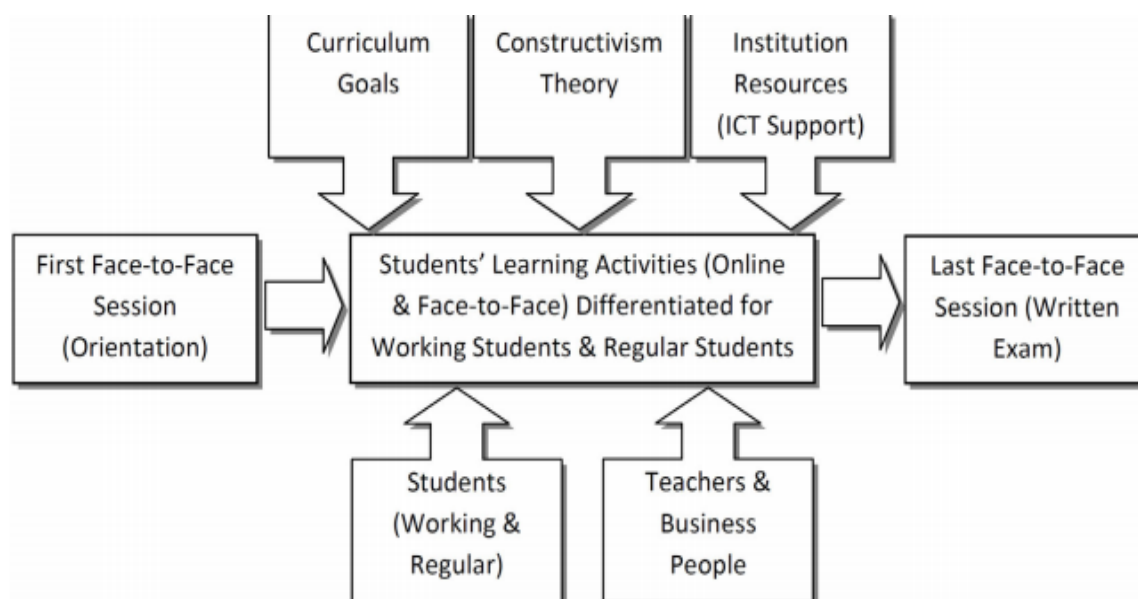 Curriculum
Goals
Constructivism
Theory
Institution
Resources
(ICT Support)
First Face-to-Face
Session
(Orientation)
Students’ Learning Activities (Online
& Face-to-Face) Differentiated for
Working Students & Regular Students
Last Face-to-Face
Session (Written
Exam)
Students
(Working &
Regular)
Teachers &
Business
People